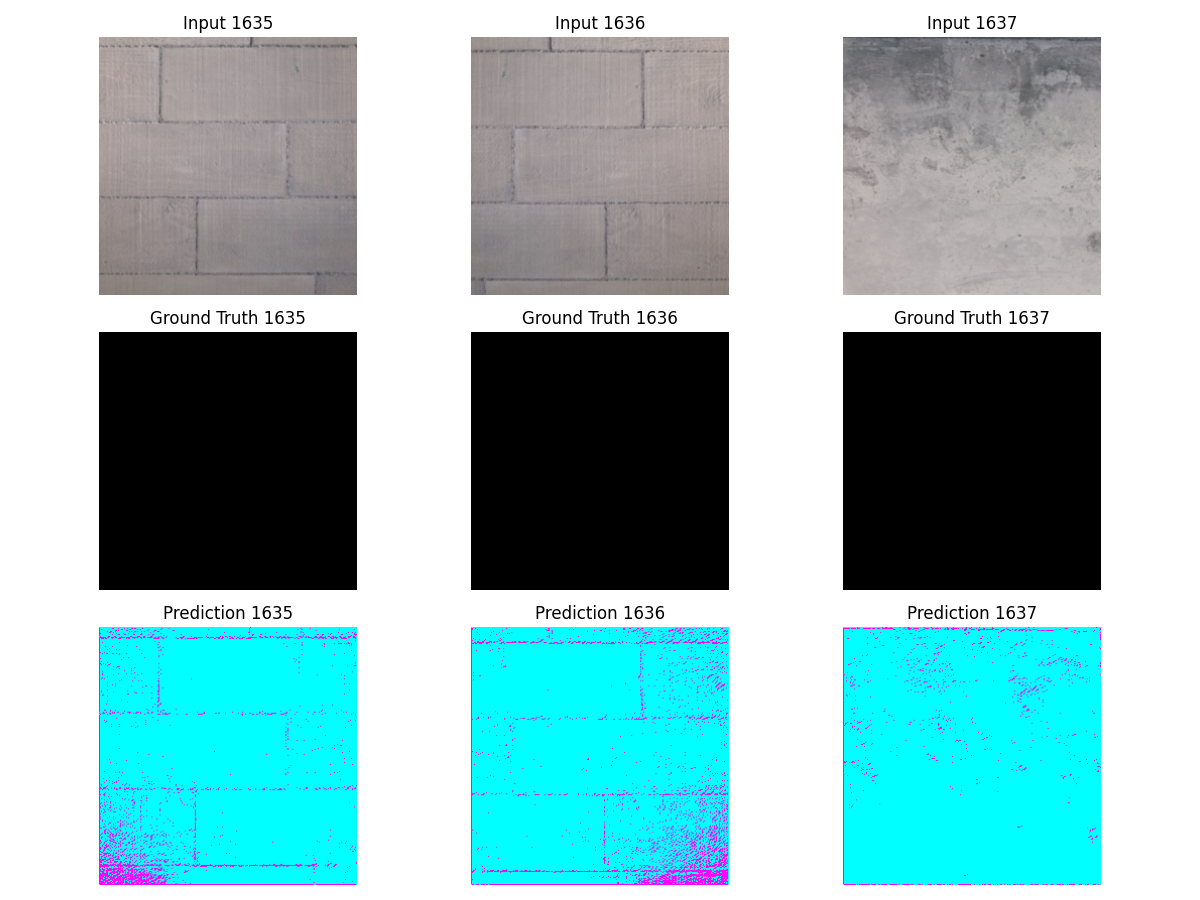 Input 1635
Input 1636
Input 1637
Ground Truth 1635
Ground Truth 1636
Ground Truth 1637
Prediction 1635
Prediction 1636
Prediction 1637